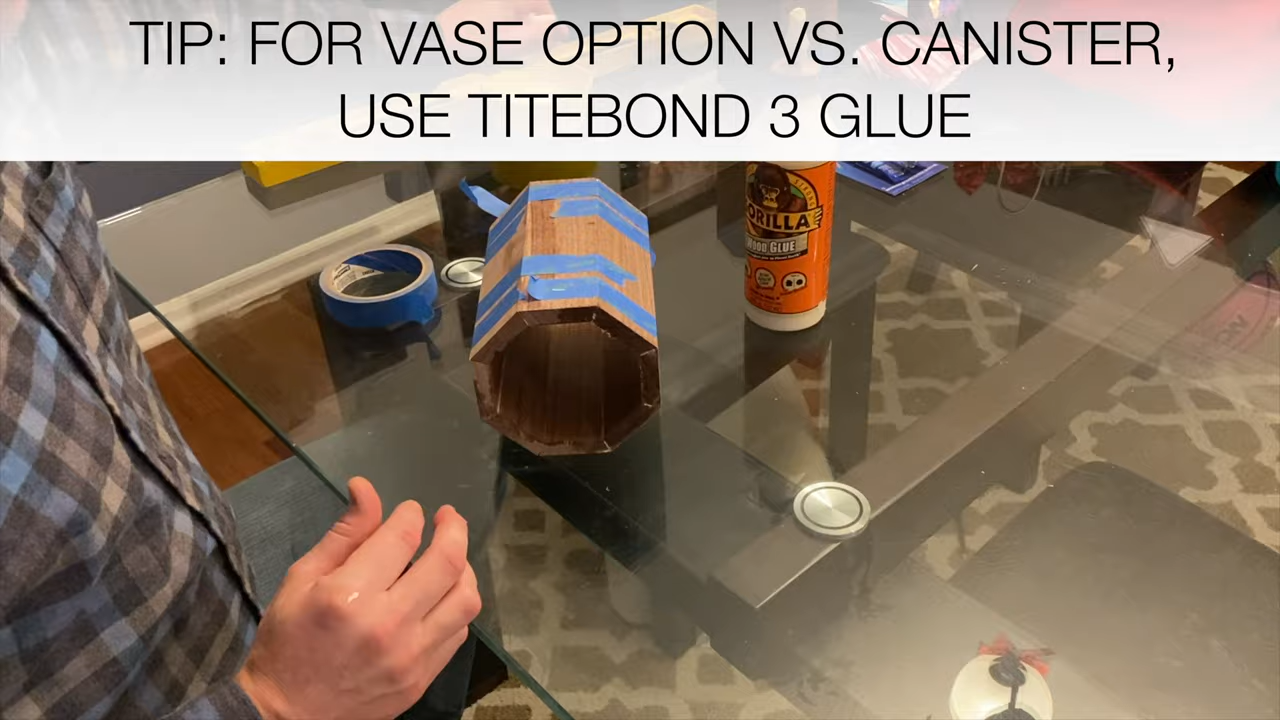 TIP: FOR VASE OPTION VS. CANISTER,
USE TITEBOND 3 GLUE
GORILLA
WOOD GLUE